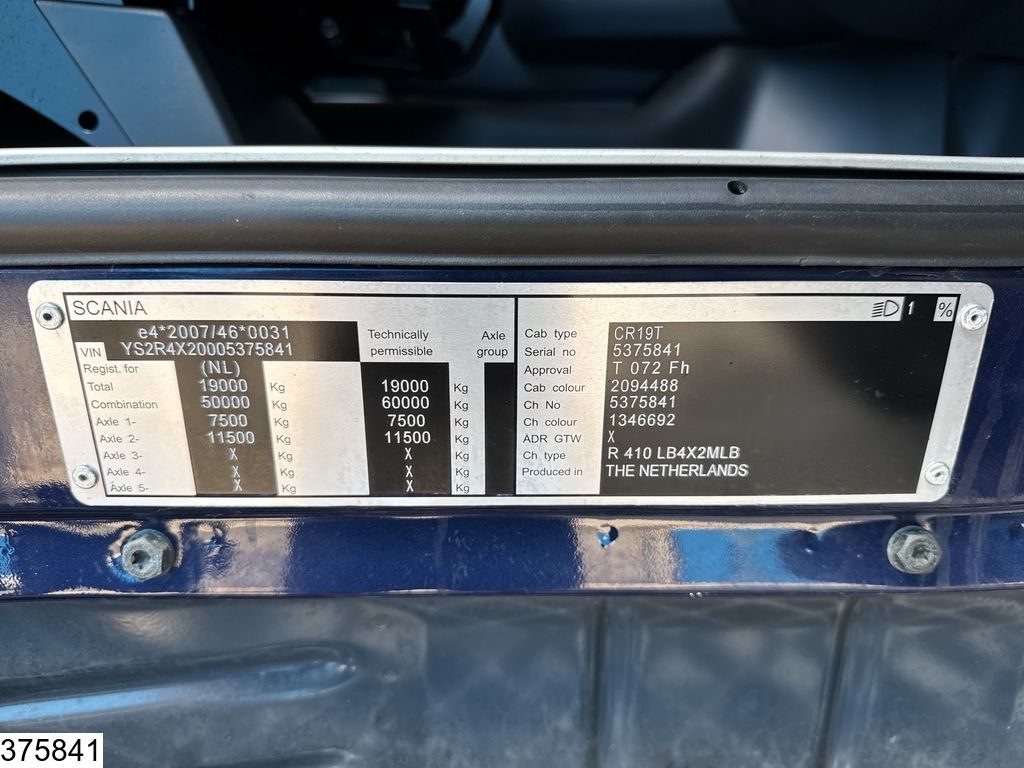 SCANIA
1 %
e4*2007/46*0031
VIN YS2R4X20005375841
Technically permissible
Axle group
Regist. for (NL)
Total 19000 Kg 19000 Kg
Combination 50000 Kg 60000 Kg
Axle 1- 7500 Kg 7500 Kg
Axle 2- 11500 Kg 11500 Kg
Axle 3- X Kg X Kg
Axle 4- X Kg X Kg
Axle 5- X Kg X Kg
Cab type CR19T
Serial no 5375841
Approval T 072 Fh
Cab colour 2094488
Ch No 5375841
Ch colour 1346692
ADR GTW X
Ch type R 410 LB4X2MLB
Produced in THE NETHERLANDS
375841